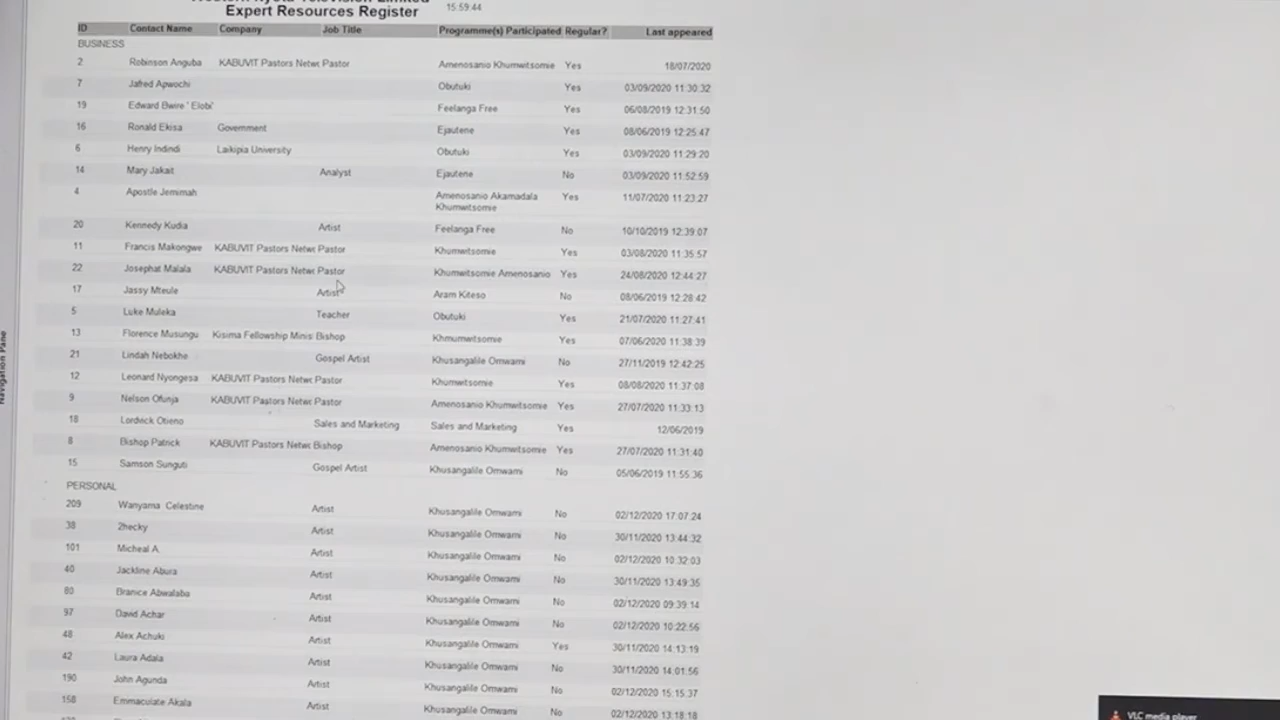 Expert Resources Register
15:59:44
ID Contact Name Company Job Title Programme(s) Participated Regular? Last appeared
BUSINESS
2 Robinson Anguba KABUVIT Pastors Netwc Pastor Amenosanio Khumwitsomie Yes 18/07/2020
7 Jafred Apwochi Obutuki Yes 03/09/2020 11:30:32
19 Edward Bwire ' Elobi' Feelanga Free Yes 06/08/2019 12:31:50
16 Ronald Ekisa Government Ejautene Yes 08/06/2019 12:25:47
6 Henry Indindi Laikipia University Obutuki Yes 03/09/2020 11:29:20
14 Mary Jakait Analyst Ejautene No 03/09/2020 11:52:59
4 Apostle Jemimah Amenosanio Akamadala Yes 11/07/2020 11:23:27
Khumwitsomie
20 Kennedy Kudia Artist Feelanga Free No 10/10/2019 12:39:07
11 Francis Makongwe KABUVIT Pastors Netwc Pastor Khumwitsomie Yes 03/08/2020 11:35:57
22 Josephat Malala KABUVIT Pastors Netwc Pastor Khumwitsomie Amenosanio Yes 24/08/2020 12:44:27
17 Jassy Mteule Artist Aram Kiteso No 08/06/2019 12:28:42
5 Luke Muleka Teacher Obutuki Yes 21/07/2020 11:27:41
13 Florence Musungu Kisima Fellowship Minis Bishop Khmumwitsomie Yes 07/06/2020 11:38:39
21 Lindah Nebokhe Gospel Artist Khusangalile Omwami No 27/11/2019 12:42:25
12 Leonard Nyongesa KABUVIT Pastors Netwc Pastor Khumwitsomie Yes 08/08/2020 11:37:08
9 Nelson Ofunja KABUVIT Pastors Netwc Pastor Amenosanio Khumwitsomie Yes 27/07/2020 11:33:13
18 Lordrick Otieno Sales and Marketing Sales and Marketing Yes 12/06/2019
8 Bishop Patrick KABUVIT Pastors Netwc Bishop Amenosanio Khumwitsomie Yes 27/07/2020 11:31:40
15 Samson Sunguti Gospel Artist Khusangalile Omwami No 05/06/2019 11:55:36
PERSONAL
209 Wanyama Celestine Artist Khusangalile Omwami No 02/12/2020 17:07:24
38 2hecky Artist Khusangalile Omwami No 30/11/2020 13:44:32
101 Micheal A. Artist Khusangalile Omwami No 02/12/2020 10:32:03
40 Jackline Abura Artist Khusangalile Omwami No 30/11/2020 13:49:35
80 Branice Abwalaba Artist Khusangalile Omwami No 02/12/2020 09:39:14
97 David Achar Artist Khusangalile Omwami No 02/12/2020 10:22:56
48 Alex Achuki Artist Khusangalile Omwami Yes 30/11/2020 14:13:19
42 Laura Adala Artist Khusangalile Omwami No 30/11/2020 14:01:56
190 John Agunda Artist Khusangalile Omwami No 02/12/2020 15:15:37
158 Emmaculate Akala Artist Khusangalile Omwami No 02/12/2020 13:18:18
Navigation Pane
VLC media player